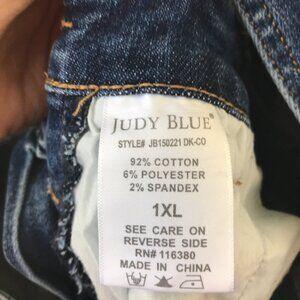 JUDY BLUE®
STYLE# JB150221 DK-CO
92% COTTON
6% POLYESTER
2% SPANDEX
1XL
SEE CARE ON
REVERSE SIDE
RN# 116380
MADE IN CHINA